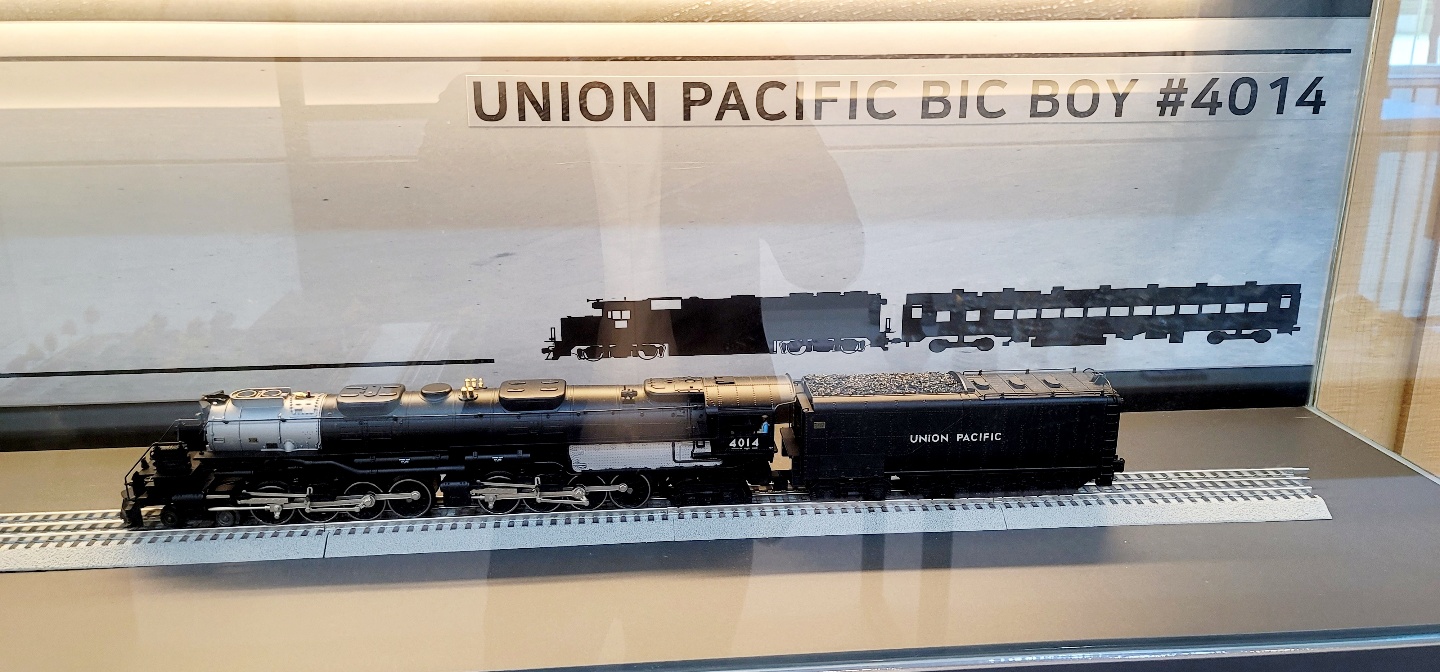 UNION PACIFIC BIC BOY #4014
4014
UNION PACIFIC